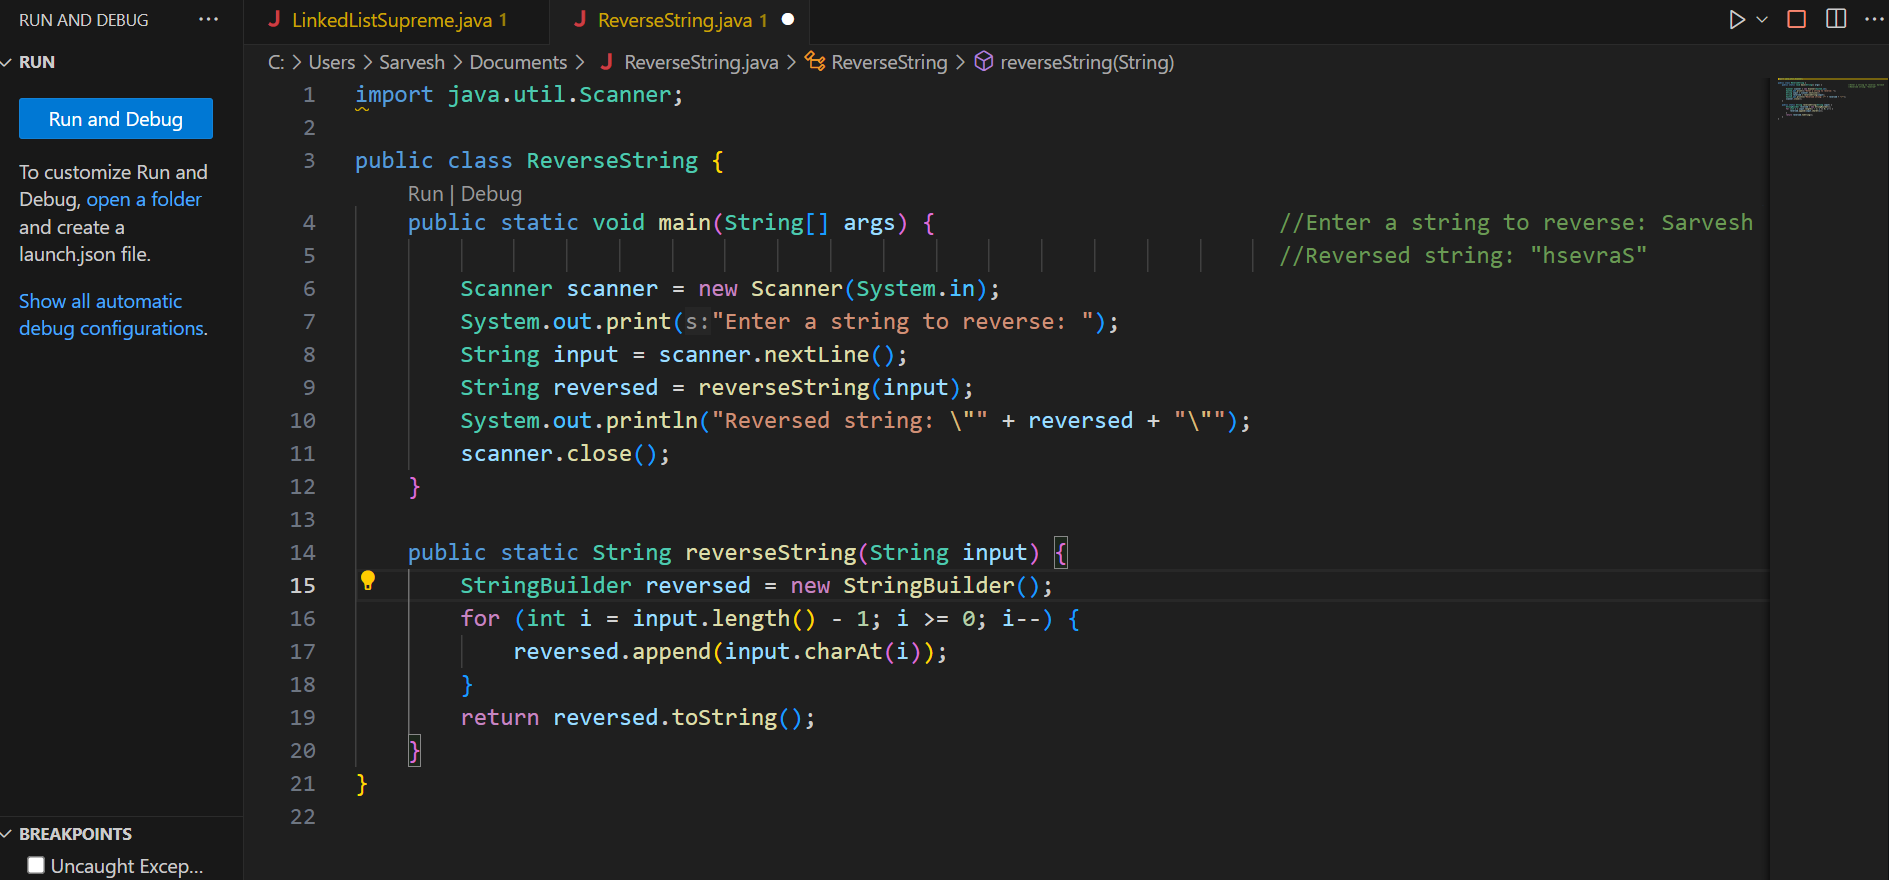 RUN AND DEBUG ...
RUN
Run and Debug
To customize Run and
Debug, open a folder
and create a
launch.json file.
Show all automatic
debug configurations.
BREAKPOINTS
Uncaught Excep...
J LinkedListSupreme.java 1
J ReverseString.java 1
C: > Users > Sarvesh > Documents > J ReverseString.java > ReverseString > reverseString(String)
1 import java.util.Scanner;
2
3 public class ReverseString {
Run | Debug
4 public static void main(String[] args) { //Enter a string to reverse: Sarvesh
5 //Reversed string: "hsevraS"
6 Scanner scanner = new Scanner(System.in);
7 System.out.print(s:"Enter a string to reverse: ");
8 String input = scanner.nextLine();
9 String reversed = reverseString(input);
10 System.out.println("Reversed string: \"" + reversed + "\"");
11 scanner.close();
12 }
13
14 public static String reverseString(String input) {
15 StringBuilder reversed = new StringBuilder();
16 for (int i = input.length() - 1; i >= 0; i--) {
17 reversed.append(input.charAt(i));
18 }
19 return reversed.toString();
20 }
21 }
22